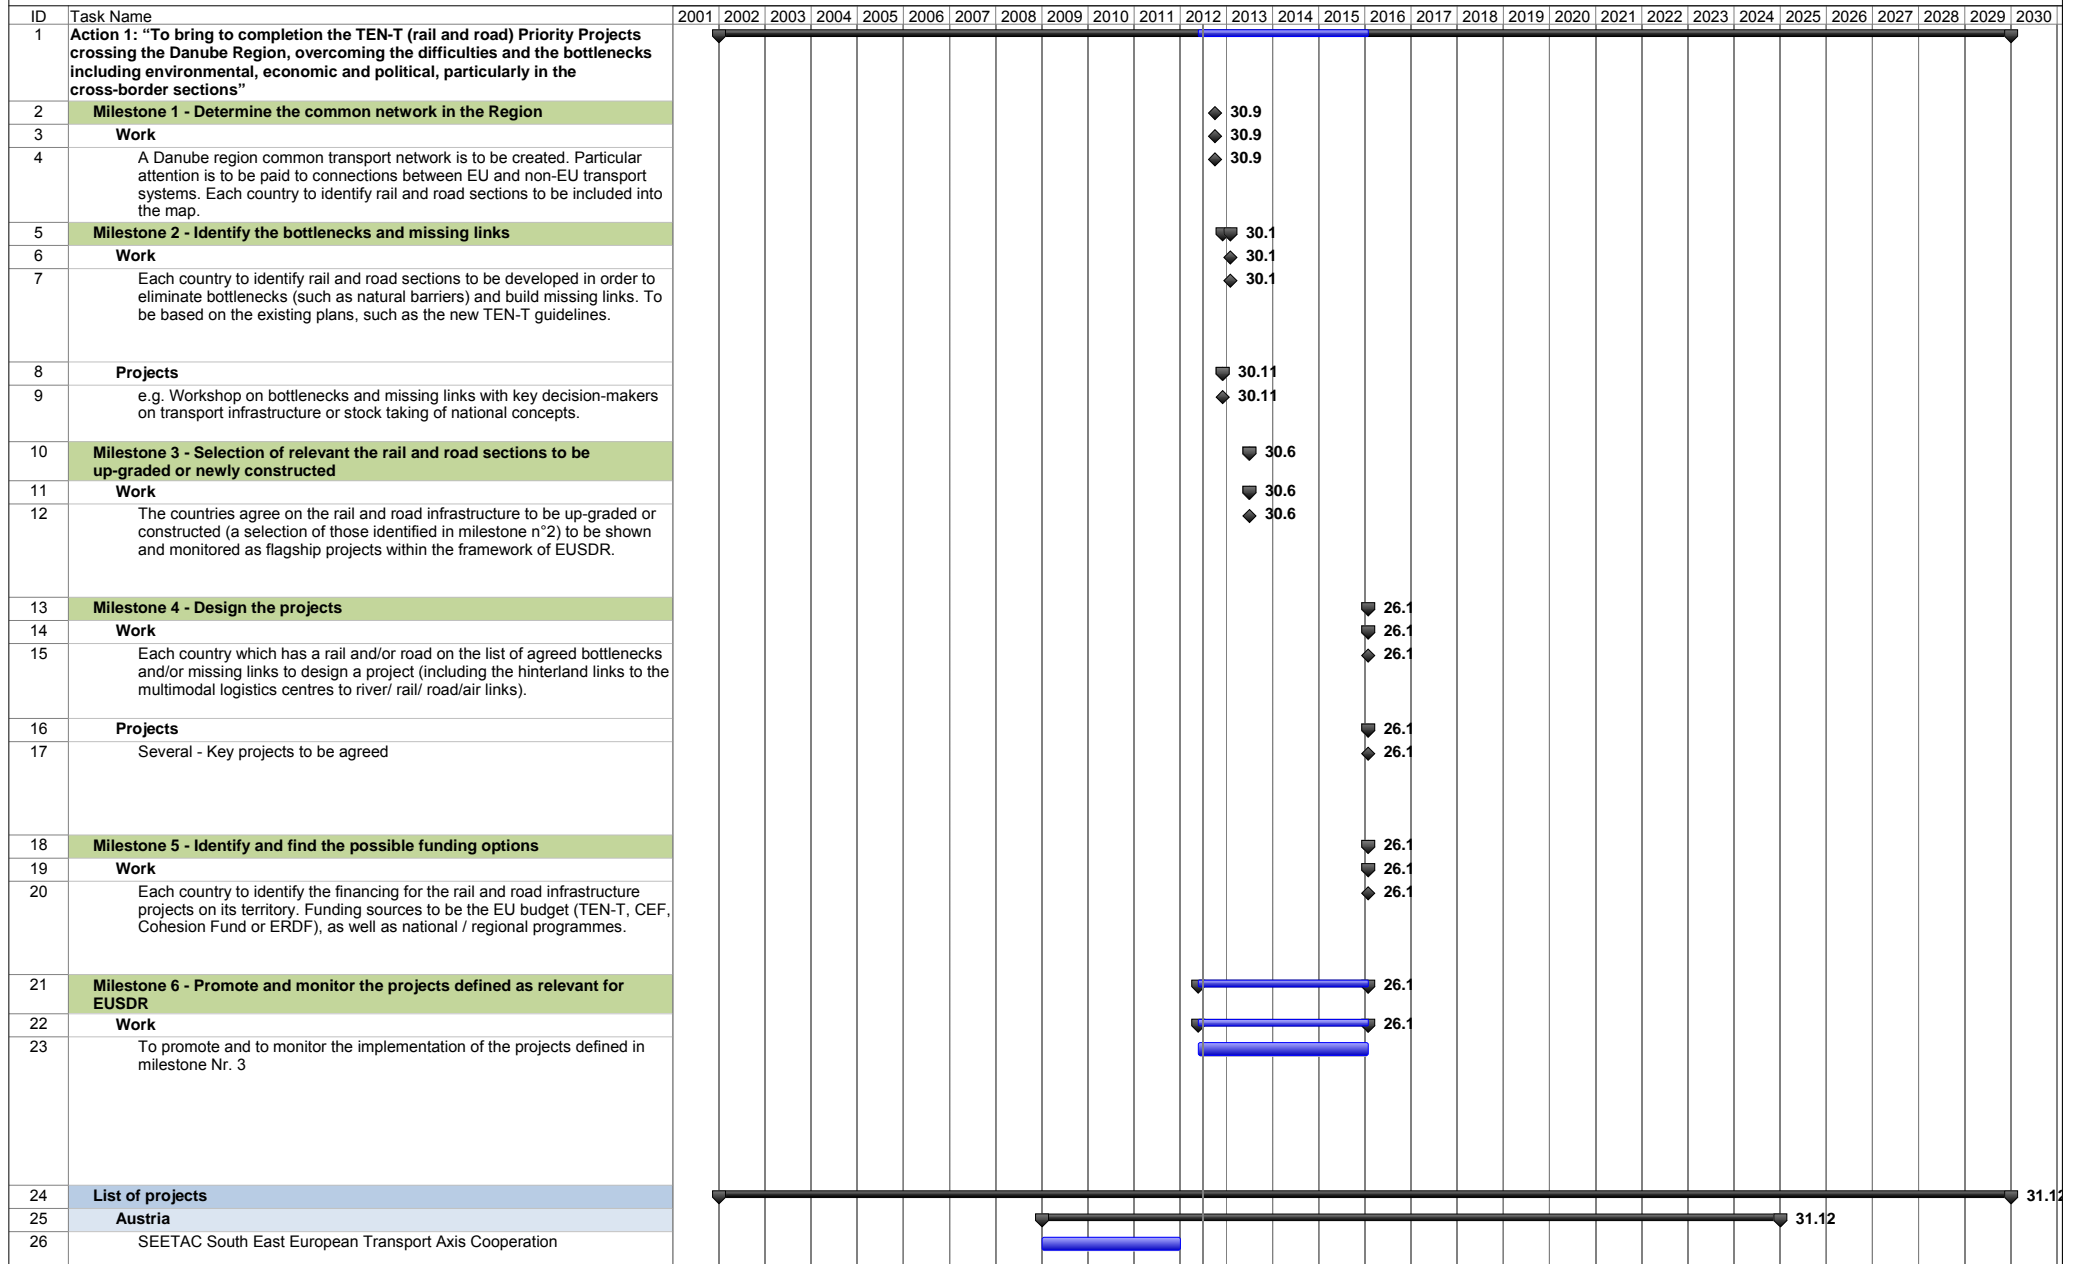 ID Task Name 2001 2002 2003 2004 2005 2006 2007 2008 2009 2010 2011 2012 2013 2014 2015 2016 2017 2018 2019 2020 2021 2022 2023 2024 2025 2026 2027 2028 2029 2030
1 Action 1: “To bring to completion the TEN-T (rail and road) Priority Projects
crossing the Danube Region, overcoming the difficulties and the bottlenecks
including environmental, economic and political, particularly in the
cross-border sections”
2 Milestone 1 - Determine the common network in the Region 30.9
3 Work 30.9
4 A Danube region common transport network is to be created. Particular 30.9
attention is to be paid to connections between EU and non-EU transport
systems. Each country to identify rail and road sections to be included into
the map.
5 Milestone 2 - Identify the bottlenecks and missing links 30.1
6 Work 30.1
7 Each country to identify rail and road sections to be developed in order to 30.1
eliminate bottlenecks (such as natural barriers) and build missing links. To
be based on the existing plans, such as the new TEN-T guidelines.
8 Projects 30.11
9 e.g. Workshop on bottlenecks and missing links with key decision-makers 30.11
on transport infrastructure or stock taking of national concepts.
10 Milestone 3 - Selection of relevant the rail and road sections to be 30.6
up-graded or newly constructed
11 Work 30.6
12 The countries agree on the rail and road infrastructure to be up-graded or 30.6
constructed (a selection of those identified in milestone n°2) to be shown
and monitored as flagship projects within the framework of EUSDR.
13 Milestone 4 - Design the projects 26.1
14 Work 26.1
15 Each country which has a rail and/or road on the list of agreed bottlenecks 26.1
and/or missing links to design a project (including the hinterland links to the
multimodal logistics centres to river/ rail/ road/air links).
16 Projects 26.1
17 Several - Key projects to be agreed 26.1
18 Milestone 5 - Identify and find the possible funding options 26.1
19 Work 26.1
20 Each country to identify the financing for the rail and road infrastructure 26.1
projects on its territory. Funding sources to be the EU budget (TEN-T, CEF,
Cohesion Fund or ERDF), as well as national / regional programmes.
21 Milestone 6 - Promote and monitor the projects defined as relevant for 26.1
EUSDR
22 Work 26.1
23 To promote and to monitor the implementation of the projects defined in
milestone Nr. 3
24 List of projects 31.12
25 Austria 31.12
26 SEETAC South East European Transport Axis Cooperation